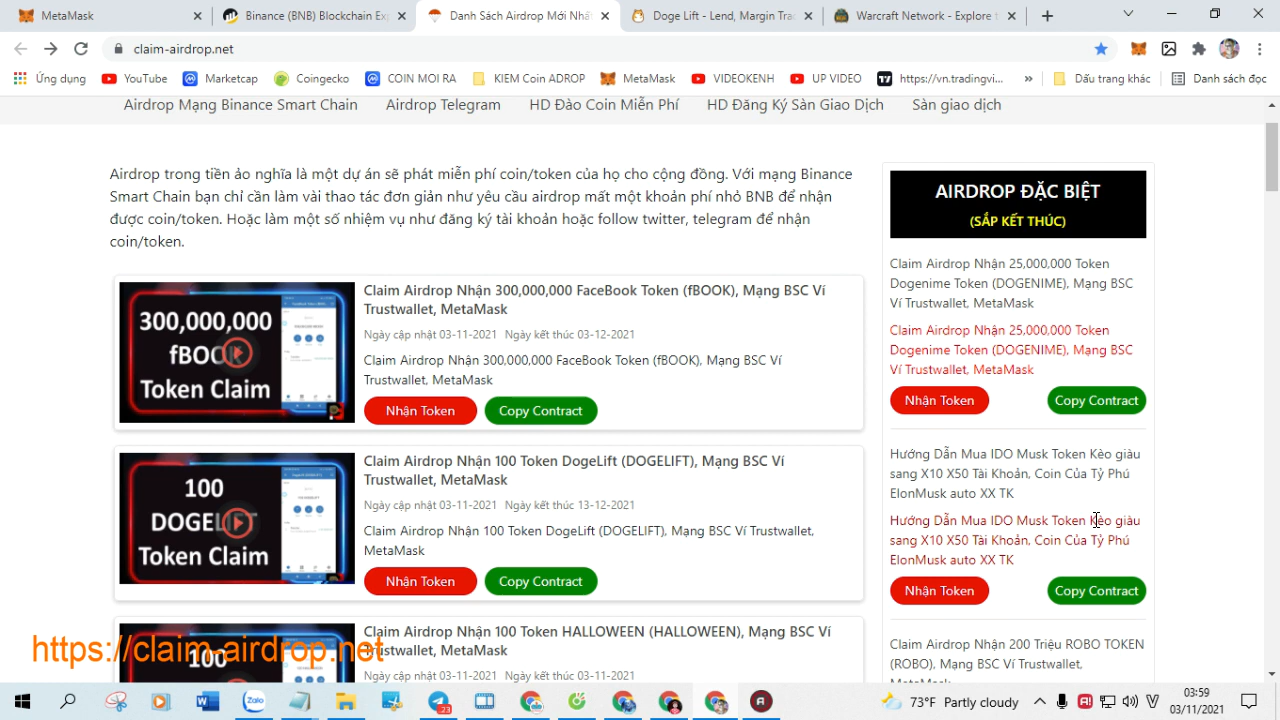 MetaMask
Binance (BNB) Blockchain Exp
Danh Sách Airdrop Mới Nhấ
Doge Lift - Lend, Margin Trad
Warcraft Network - Explore t
claim-airdrop.net
Ứng dụng
YouTube
Marketcap
Coingecko
COIN MOI RA
KIEM Coin ADROP
MetaMask
VIDEOKENH
UP VIDEO
https://vn.tradingvi...
»
Dấu trang khác
Danh sách đọc
Airdrop Mạng Binance Smart Chain
Airdrop Telegram
HD Đào Coin Miễn Phí
HD Đăng Ký Sàn Giao Dịch
Sàn giao dịch
Airdrop trong tiền ảo nghĩa là một dự án sẽ phát miễn phí coin/token của họ cho cộng đồng. Với mạng Binance
Smart Chain bạn chỉ cần làm vài thao tác đơn giản như yêu cầu airdrop mất một khoản phí nhỏ BNB để nhận
được coin/token. Hoặc làm một số nhiệm vụ như đăng ký tài khoản hoặc follow twitter, telegram để nhận
coin/token.
300,000,000
fBOOK
Token Claim
Claim Airdrop Nhận 300,000,000 FaceBook Token (fBOOK), Mạng BSC Ví
Trustwallet, MetaMask
Ngày cập nhật 03-11-2021 Ngày kết thúc 03-12-2021
Claim Airdrop Nhận 300,000,000 FaceBook Token (fBOOK), Mạng BSC Ví
Trustwallet, MetaMask
Nhận Token
Copy Contract
100
DOGELIFT
Token Claim
Claim Airdrop Nhận 100 Token DogeLift (DOGELIFT), Mạng BSC Ví
Trustwallet, MetaMask
Ngày cập nhật 03-11-2021 Ngày kết thúc 13-12-2021
Claim Airdrop Nhận 100 Token DogeLift (DOGELIFT), Mạng BSC Ví Trustwallet,
MetaMask
Nhận Token
Copy Contract
100
Claim Airdrop Nhận 100 Token HALLOWEEN (HALLOWEEN), Mạng BSC Ví
Trustwallet, MetaMask
Ngày cập nhật 03-11-2021 Ngày kết thúc 03-11-2021
https://claim-airdrop.net
AIRDROP ĐẶC BIỆT
(SẮP KẾT THÚC)
Claim Airdrop Nhận 25,000,000 Token
Dogenime Token (DOGENIME), Mạng BSC
Ví Trustwallet, MetaMask
Claim Airdrop Nhận 25,000,000 Token
Dogenime Token (DOGENIME), Mạng BSC
Ví Trustwallet, MetaMask
Nhận Token
Copy Contract
Hướng Dẫn Mua IDO Musk Token Kèo giàu
sang X10 X50 Tài Khoản, Coin Của Tỷ Phú
ElonMusk auto XX TK
Hướng Dẫn Mua IDO Musk Token Kèo giàu
sang X10 X50 Tài Khoản, Coin Của Tỷ Phú
ElonMusk auto XX TK
Nhận Token
Copy Contract
Claim Airdrop Nhận 200 Triệu ROBO TOKEN
(ROBO), Mạng BSC Ví Trustwallet,
Zalo
23
73°F Partly cloudy
03:59
03/11/2021